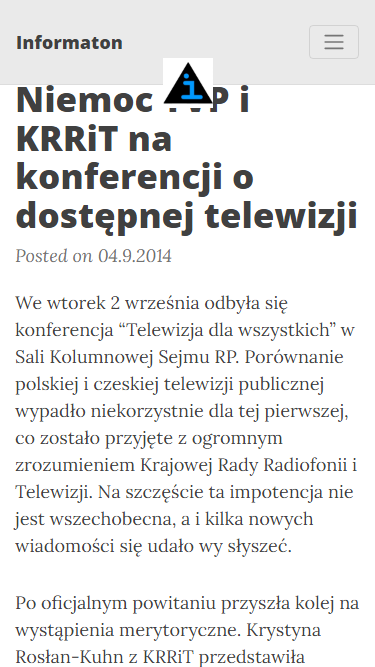 Informaton
Niemoc TVP i
KRRiT na
konferencji o
dostępnej telewizji
Posted on 04.9.2014
We wtorek 2 września odbyła się
konferencja “Telewizja dla wszystkich” w
Sali Kolumnowej Sejmu RP. Porównanie
polskiej i czeskiej telewizji publicznej
wypadło niekorzystnie dla tej pierwszej,
co zostało przyjęte z ogromnym
zrozumieniem Krajowej Rady Radiofonii i
Telewizji. Na szczęście ta impotencja nie
jest wszechobecna, a i kilka nowych
wiadomości się udało wy słyszeć.
Po oficjalnym powitaniu przyszła kolej na
wystąpienia merytoryczne. Krystyna
Rosłan-Kuhn z KRRiT przedstawiła